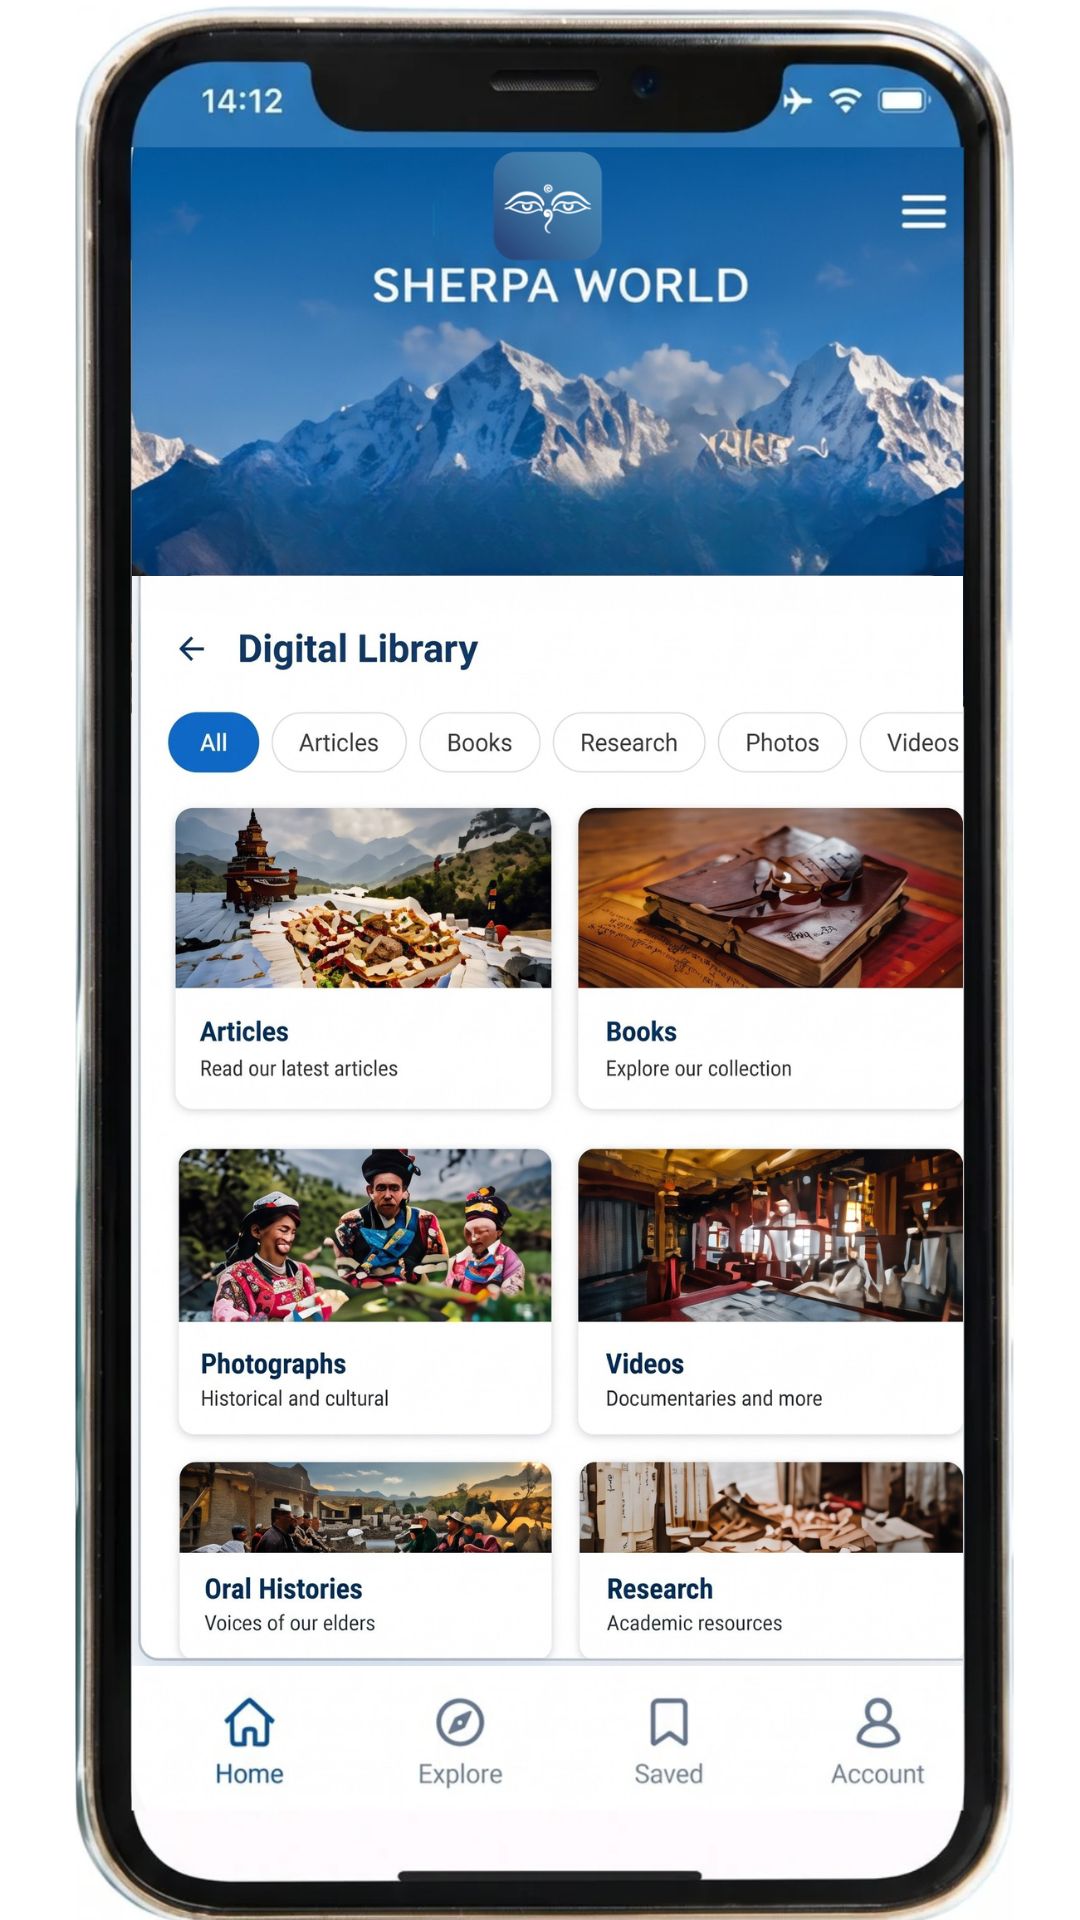 14:12
SHERPA WORLD
Digital Library
All Articles Books Research Photos Videos
Articles Books
Read our latest articles Explore our collection
Photographs Videos
Historical and cultural Documentaries and more
Oral Histories Research
Voices of our elders Academic resources
Home Explore Saved Account